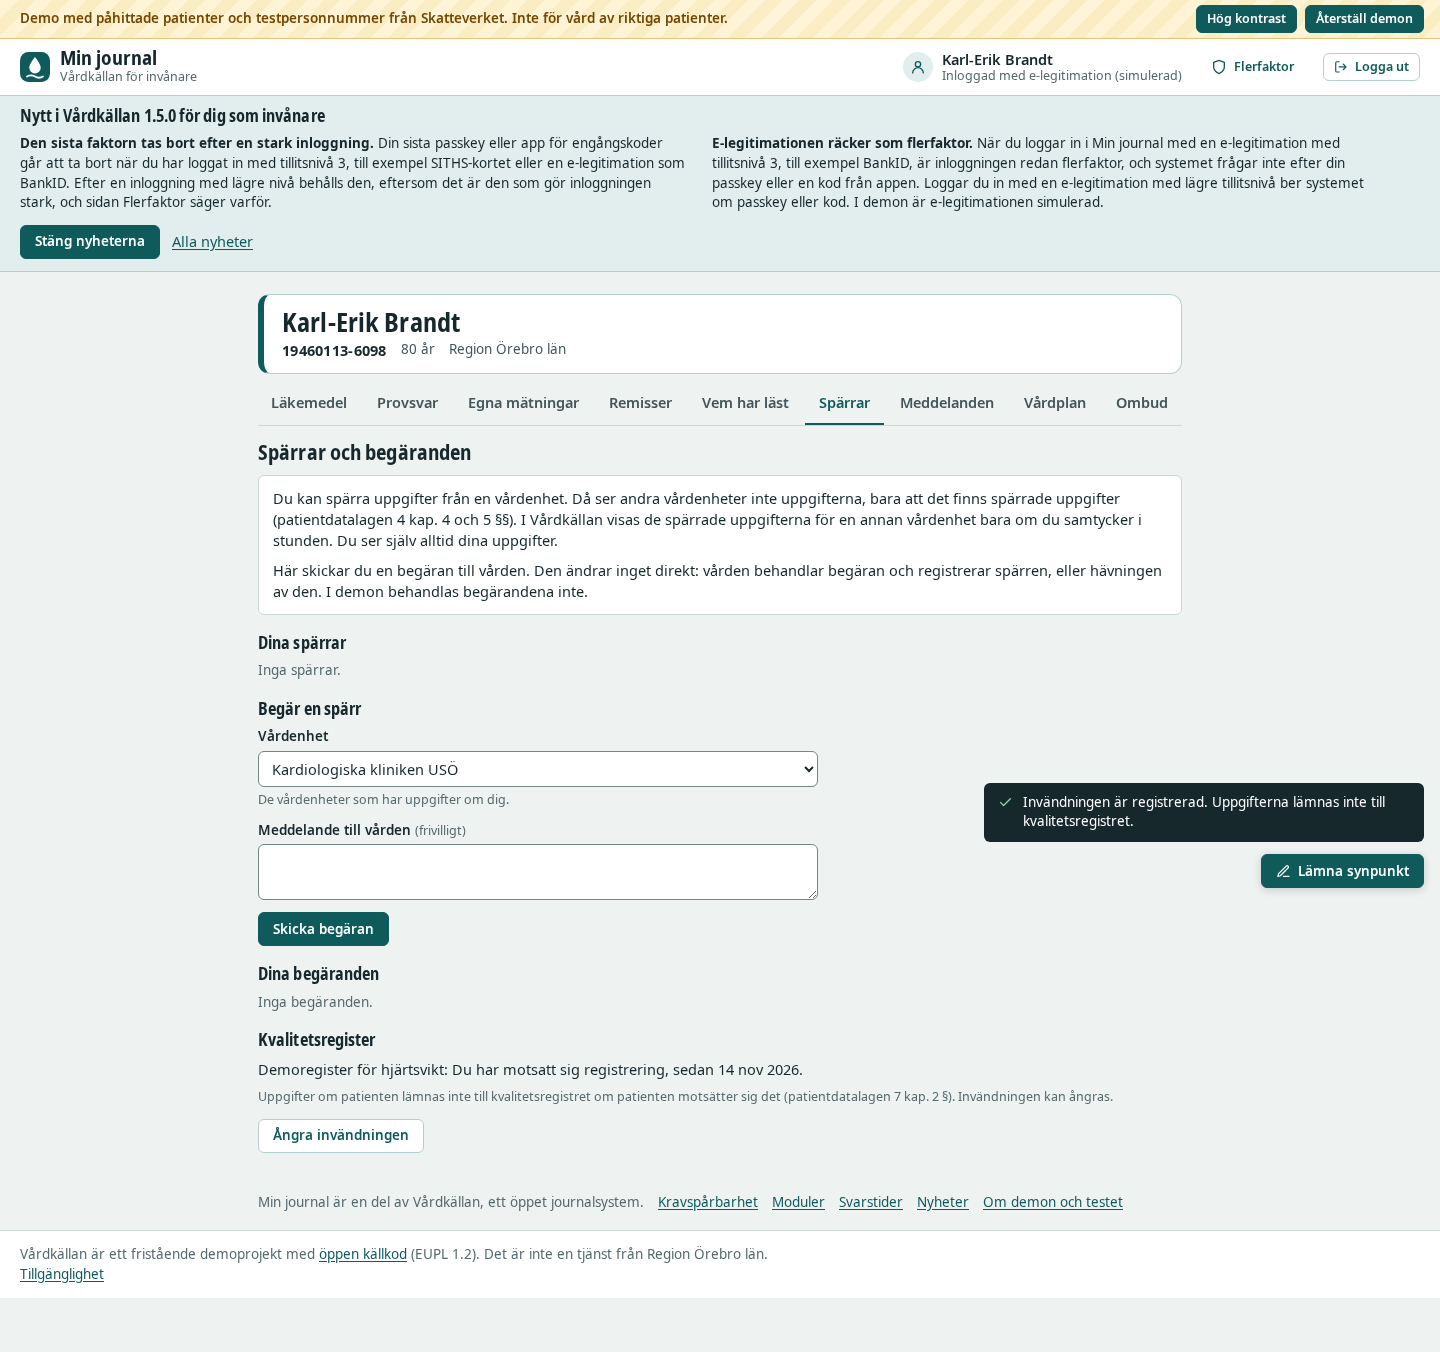 Demo med påhittade patienter och testpersonnummer från Skatteverket. Inte för vård av riktiga patienter.
Hög kontrast
Återställ demon
Min journal
Vårdkällan för invånare
Karl-Erik Brandt
Inloggad med e-legitimation (simulerad)
Flerfaktor
Logga ut
Nytt i Vårdkällan 1.5.0 för dig som invånare
Den sista faktorn tas bort efter en stark inloggning. Din sista passkey eller app för engångskoder
går att ta bort när du har loggat in med tillitsnivå 3, till exempel SITHS-kortet eller en e-legitimation som
BankID. Efter en inloggning med lägre nivå behålls den, eftersom det är den som gör inloggningen
stark, och sidan Flerfaktor säger varför.
E-legitimationen räcker som flerfaktor. När du loggar in i Min journal med en e-legitimation med
tillitsnivå 3, till exempel BankID, är inloggningen redan flerfaktor, och systemet frågar inte efter din
passkey eller en kod från appen. Loggar du in med en e-legitimation med lägre tillitsnivå ber systemet
om passkey eller kod. I demon är e-legitimationen simulerad.
Stäng nyheterna
Alla nyheter
Karl-Erik Brandt
19460113-6098 80 år Region Örebro län
Läkemedel Provsvar Egna mätningar Remisser Vem har läst Spärrar Meddelanden Vårdplan Ombud
Spärrar och begäranden
Du kan spärra uppgifter från en vårdenhet. Då ser andra vårdenheter inte uppgifterna, bara att det finns spärrade uppgifter
(patientdatalagen 4 kap. 4 och 5 §§). I Vårdkällan visas de spärrade uppgifterna för en annan vårdenhet bara om du samtycker i
stunden. Du ser själv alltid dina uppgifter.
Här skickar du en begäran till vården. Den ändrar inget direkt: vården behandlar begäran och registrerar spärren, eller hävningen
av den. I demon behandlas begärandena inte.
Dina spärrar
Inga spärrar.
Begär en spärr
Vårdenhet
Kardiologiska kliniken USÖ
De vårdenheter som har uppgifter om dig.
Meddelande till vården (frivilligt)
Invändningen är registrerad. Uppgifterna lämnas inte till
kvalitetsregistret.
Lämna synpunkt
Skicka begäran
Dina begäranden
Inga begäranden.
Kvalitetsregister
Demoregister för hjärtsvikt: Du har motsatt sig registrering, sedan 14 nov 2026.
Uppgifter om patienten lämnas inte till kvalitetsregistret om patienten motsätter sig det (patientdatalagen 7 kap. 2 §). Invändningen kan ångras.
Ångra invändningen
Min journal är en del av Vårdkällan, ett öppet journalsystem. Kravspårbarhet Moduler Svarstider Nyheter Om demon och testet
Vårdkällan är ett fristående demoprojekt med öppen källkod (EUPL 1.2). Det är inte en tjänst från Region Örebro län.
Tillgänglighet